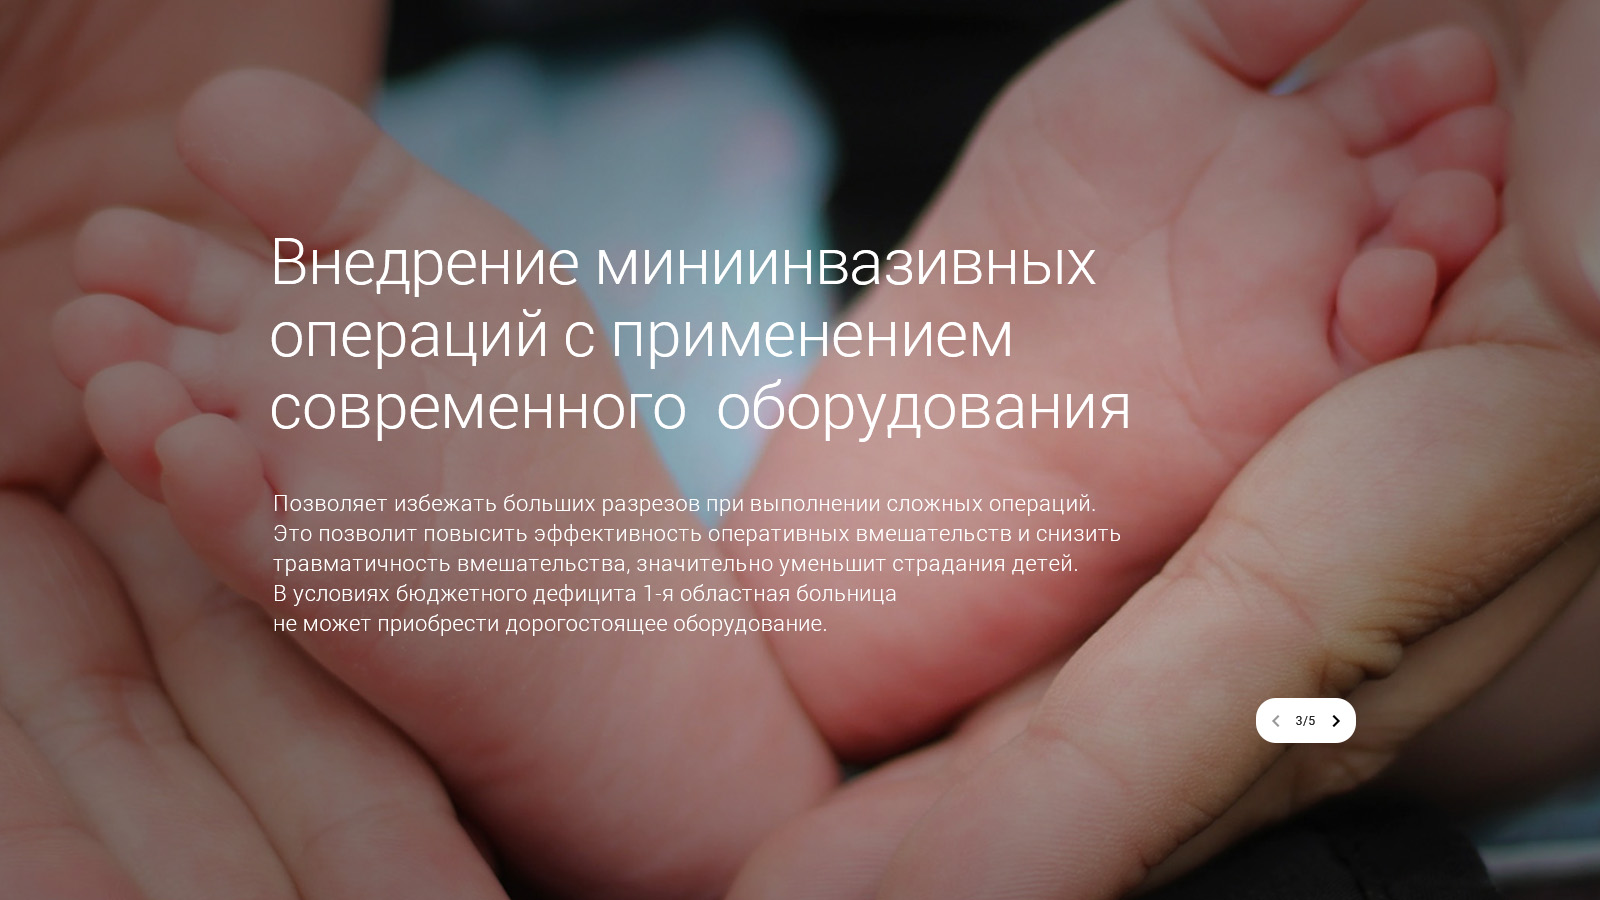 Внедрение миниинвазивных
операций с применением
современного  оборудования
Позволяет избежать больших разрезов при выполнении сложных операций.
Это позволит повысить эффективность оперативных вмешательств и снизить
травматичность вмешательства, значительно уменьшит страдания детей.
В условиях бюджетного дефицита 1-я областная больница
не может приобрести дорогостоящее оборудование.
3/5